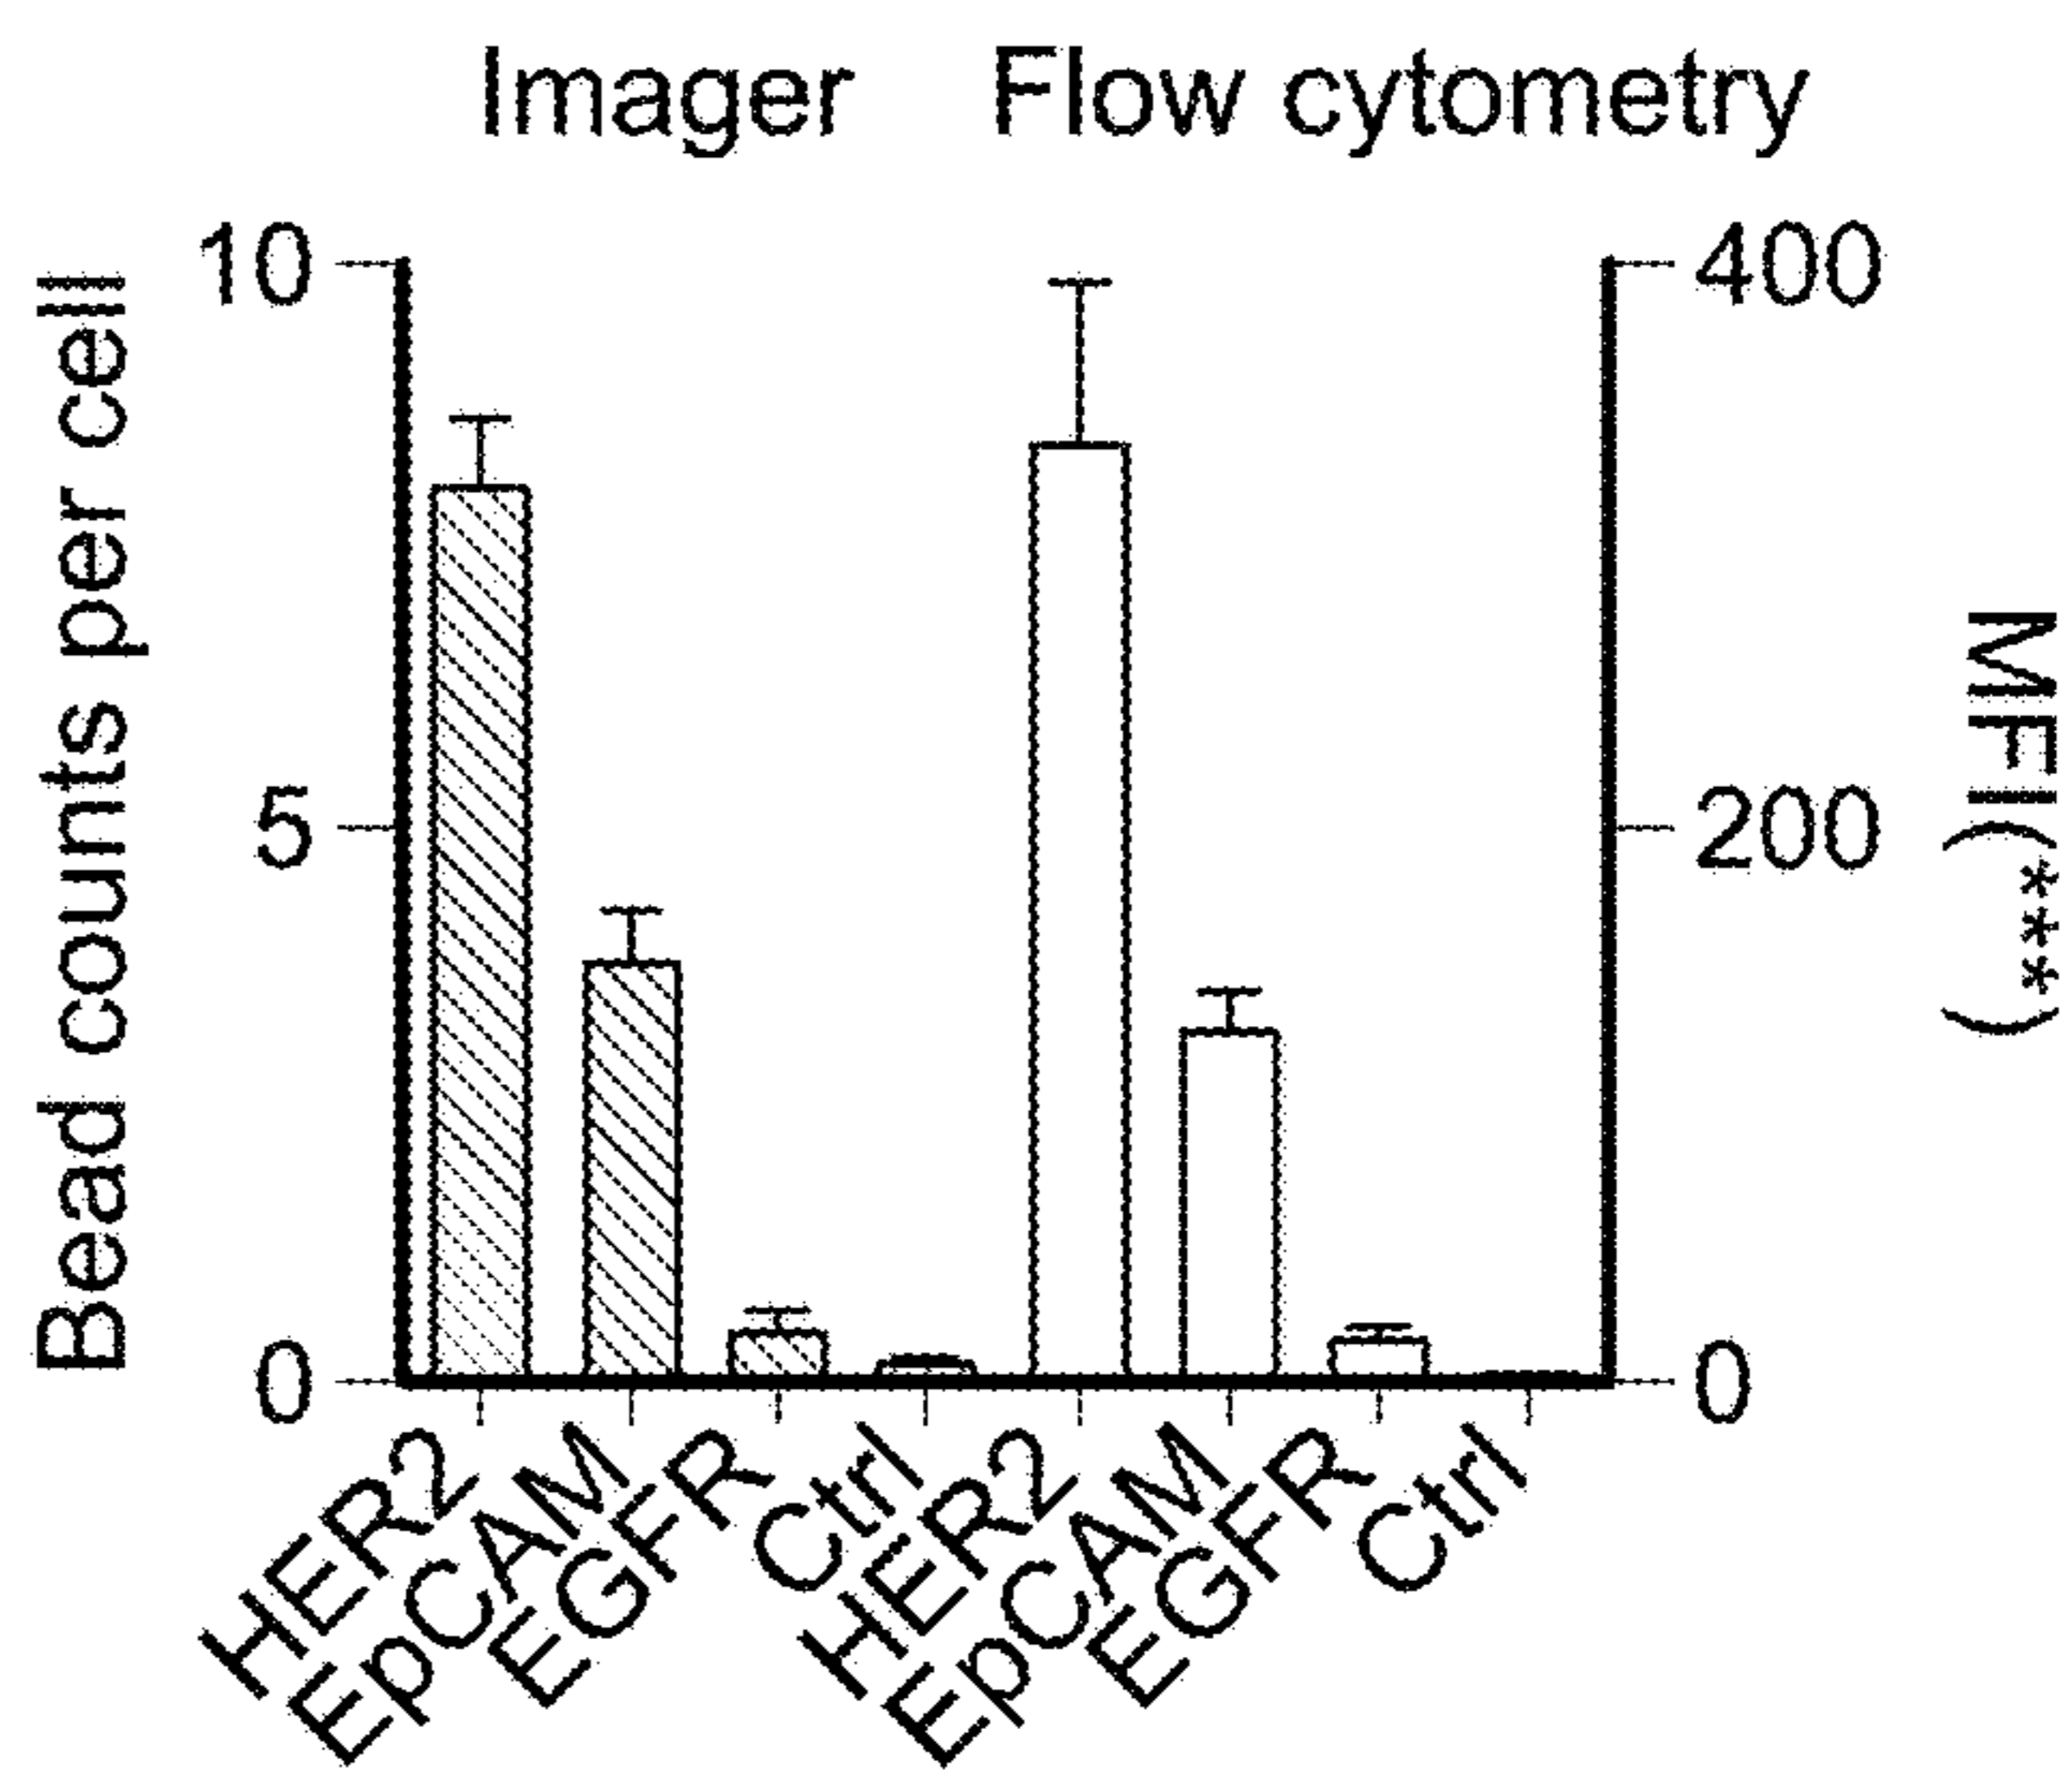 Imager Flow cytometry
Bead counts per cell
10
5
0
400
200
0
MFI(***)
HER2
EpCAM
EGFR
Ctrl
HER2
EpCAM
EGFR
Ctrl